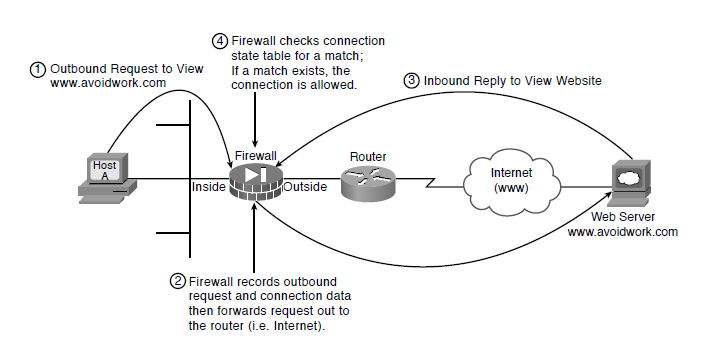 ① Outbound Request to View
www.avoidwork.com
④ Firewall checks connection
state table for a match;
If a match exists, the
connection is allowed.
③ Inbound Reply to View Website
Host
A
Inside
Firewall
Outside
Router
Internet
(www)
Web Server
www.avoidwork.com
② Firewall records outbound
request and connection data
then forwards request out to
the router (i.e. Internet).